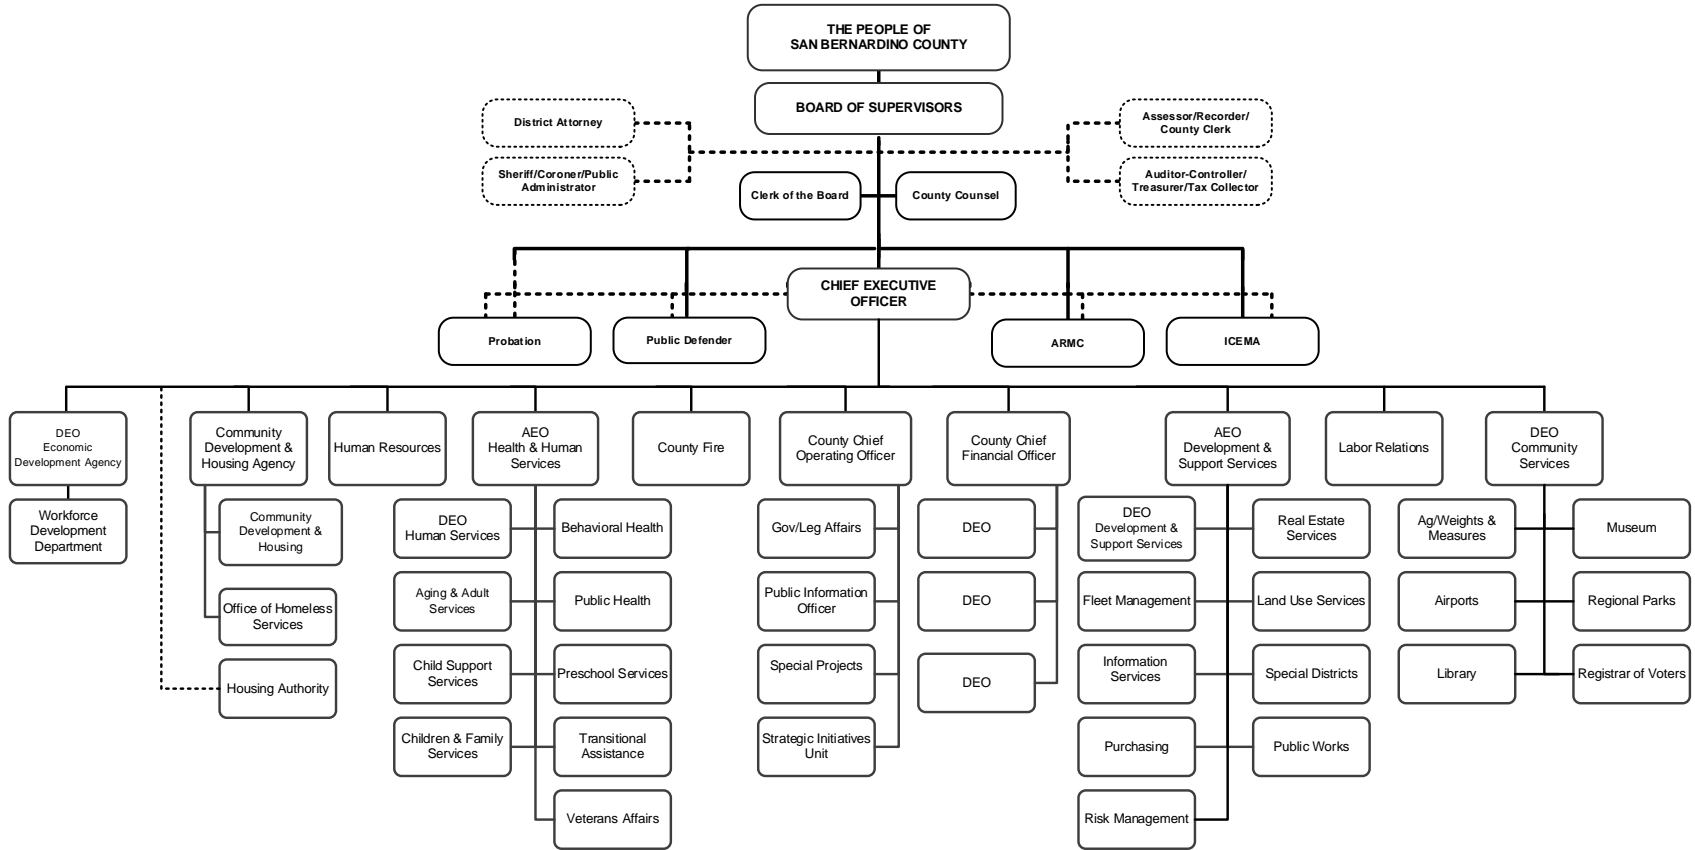 THE PEOPLE OF
SAN BERNARDINO COUNTY
BOARD OF SUPERVISORS
District Attorney
Assessor/Recorder/
County Clerk
Sheriff/Coroner/Public
Administrator
Auditor-Controller/
Treasurer/Tax Collector
Clerk of the Board
County Counsel
CHIEF EXECUTIVE
OFFICER
Probation
Public Defender
ARMC
ICEMA
DEO
Economic
Development Agency
Community
Development &
Housing Agency
Human Resources
AEO
Health & Human
Services
County Fire
County Chief
Operating Officer
County Chief
Financial Officer
AEO
Development &
Support Services
Labor Relations
DEO
Community
Services
Workforce
Development
Department
Community
Development &
Housing
Office of Homeless
Services
Housing Authority
DEO
Human Services
Behavioral Health
Aging & Adult
Services
Public Health
Child Support
Services
Preschool Services
Children & Family
Services
Transitional
Assistance
Veterans Affairs
Gov/Leg Affairs
Public Information
Officer
Special Projects
Strategic Initiatives
Unit
DEO
DEO
DEO
DEO
Development &
Support Services
Real Estate
Services
Fleet Management
Land Use Services
Information
Services
Special Districts
Purchasing
Public Works
Risk Management
Ag/Weights &
Measures
Museum
Airports
Regional Parks
Library
Registrar of Voters